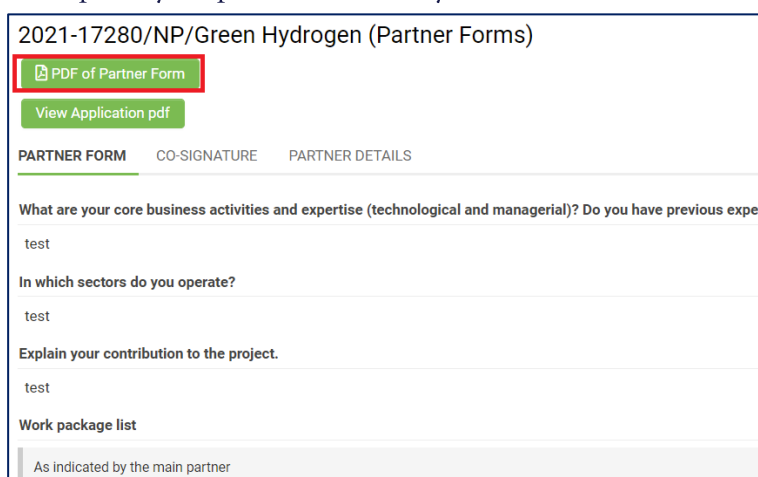 2021-17280/NP/Green Hydrogen (Partner Forms)
PDF of Partner Form
View Application pdf
PARTNER FORM CO-SIGNATURE PARTNER DETAILS
What are your core business activities and expertise (technological and managerial)? Do you have previous expe
test
In which sectors do you operate?
test
Explain your contribution to the project.
test
Work package list
As indicated by the main partner